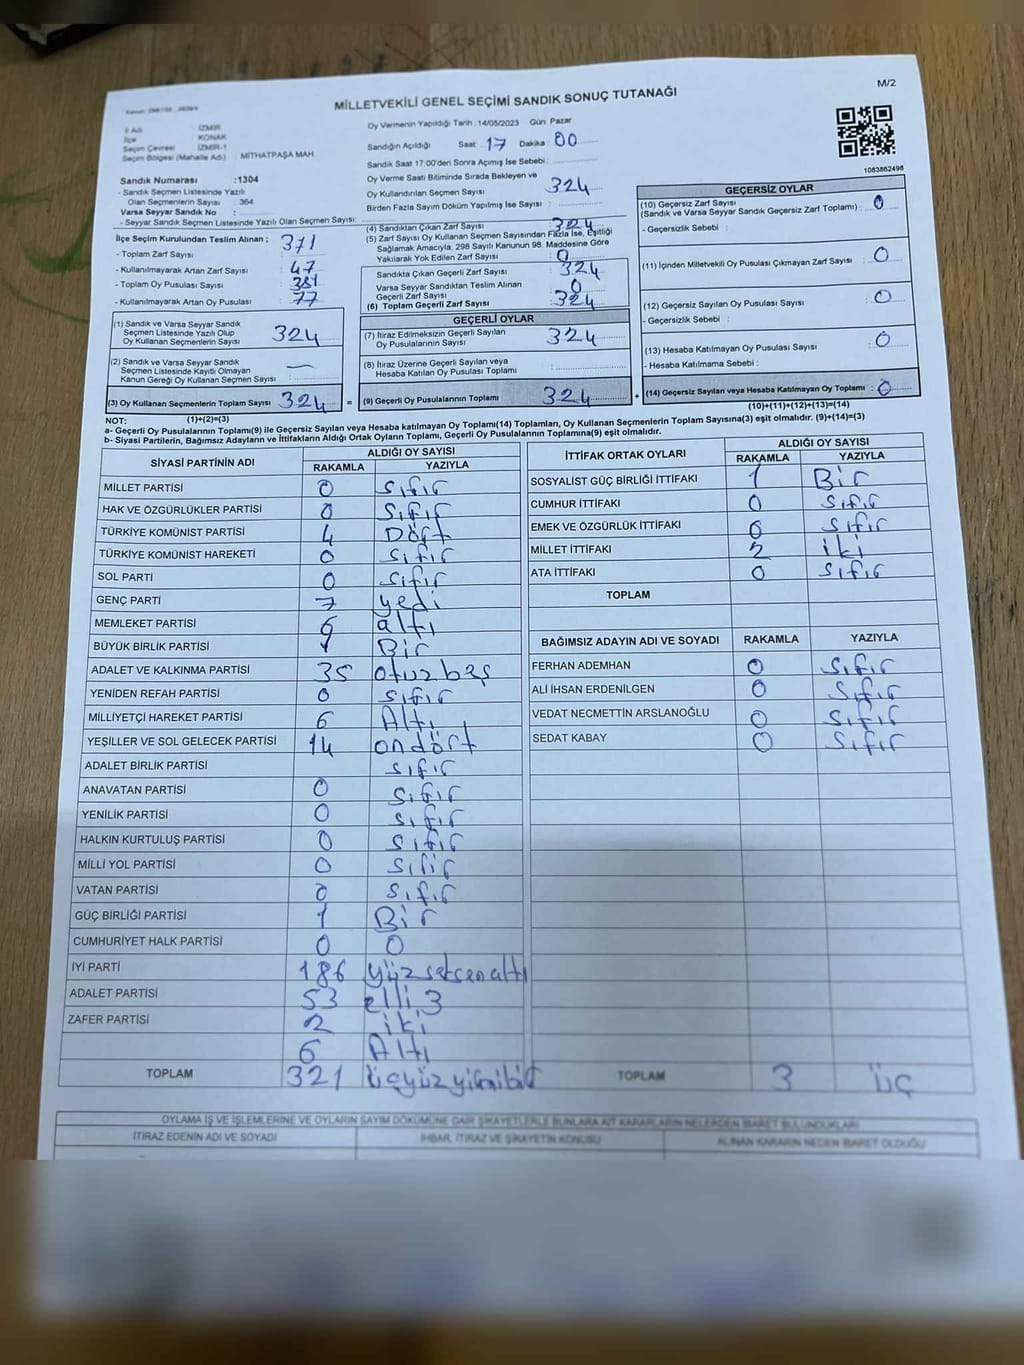 M/2
MİLLETVEKİLİ GENEL SEÇİMİ SANDIK SONUÇ TUTANAĞI
İl Adı : İZMİR
İlçe : KONAK
Seçim Çevresi : İZMİR-1
Seçim Bölgesi (Mahalle Adı) : MİTHATPAŞA MAH
Oy Vermenin Yapıldığı Tarih : 14/05/2023 Gün Pazar
Sandığın Açıldığı Saat : 17 Dakika : 00
Sandık Saat 17:00'den Sonra Açımış İse Sebebi :
Oy Verme Saati Bitiminde Sırada Bekleyen ve
Oy Kullandırılan Seçmen Sayısı : 324
Birden Fazla Sayım Döküm Yapılmış İse Sayısı :
1083862498
Sandık Numarası :1304
- Sandık Seçmen Listesinde Yazılı
Olan Seçmenlerin Sayısı : 364
Varsa Seyyar Sandık No :
- Seyyar Sandık Seçmen Listesinde Yazılı Olan Seçmen Sayısı:
İlçe Seçim Kurulundan Teslim Alınan ;
- Toplam Zarf Sayısı : 371
- Kullanılmayarak Artan Zarf Sayısı : 47
- Toplam Oy Pusulası Sayısı : 381
- Kullanılmayarak Artan Oy Pusulası : 77
(4) Sandıktan Çıkan Zarf Sayısı : 324
(5) Zarf Sayısı Oy Kullanan Seçmen Sayısından Fazla İse, Eşitliği
Sağlamak Amacıyla, 298 Sayılı Kanunun 98. Maddesine Göre
Yakılarak Yok Edilen Zarf Sayısı : 0
Sandıkta Çıkan Geçerli Zarf Sayısı : 324
Varsa Seyyar Sandıktan Teslim Alınan
Geçerli Zarf Sayısı : 0
(6) Toplam Geçerli Zarf Sayısı : 324
GEÇERSİZ OYLAR
(10) Geçersiz Zarf Sayısı : 0
(Sandık ve Varsa Seyyar Sandık Geçersiz Zarf Toplamı)
- Geçersizlik Sebebi :
(11) İçinden Milletvekili Oy Pusulası Çıkmayan Zarf Sayısı : 0
(12) Geçersiz Sayılan Oy Pusulası Sayısı : 0
- Geçersizlik Sebebi :
(13) Hesaba Katılmayan Oy Pusulası Sayısı : 0
- Hesaba Katılmama Sebebi :
(14) Geçersiz Sayılan veya Hesaba Katılmayan Oy Toplamı : 0
(10)+(11)+(12)+(13)=(14)
(1) Sandık ve Varsa Seyyar Sandık
Seçmen Listesinde Yazılı Olup
Oy Kullanan Seçmenlerin Sayısı : 324
(2) Sandık ve Varsa Seyyar Sandık
Seçmen Listesinde Kayıtlı Olmayan
Kanun Gereği Oy Kullanan Seçmen Sayısı : —
(3) Oy Kullanan Seçmenlerin Toplam Sayısı : 324 =
(1)+(2)=(3)
GEÇERLİ OYLAR
(7) İtiraz Edilmeksizin Geçerli Sayılan
Oy Pusulalarının Sayısı : 324
(8) İtiraz Üzerine Geçerli Sayılan veya
Hesaba Katılan Oy Pusulası Toplamı :
(9) Geçerli Oy Pusulalarının Toplamı : 324 +
NOT:
a- Geçerli Oy Pusulalarının Toplamı(9) ile Geçersiz Sayılan veya Hesaba Katılmayan Oy Toplamı(14) Toplamları, Oy Kullanan Seçmenlerin Toplam Sayısına(3) eşit olmalıdır. (9)+(14)=(3)
b- Siyasi Partilerin, Bağımsız Adayların ve İttifakların Aldığı Ortak Oyların Toplamı, Geçerli Oy Pusulalarının Toplamına(9) eşit olmalıdır.
SİYASİ PARTİNİN ADI ALDIĞI OY SAYISI
RAKAMLA YAZIYLA
MİLLET PARTİSİ 0 sıfır
HAK VE ÖZGÜRLÜKLER PARTİSİ 0 sıfır
TÜRKİYE KOMÜNİST PARTİSİ 4 Dört
TÜRKİYE KOMÜNİST HAREKETİ 0 sıfır
SOL PARTİ 0 sıfır
GENÇ PARTİ 7 yedi
MEMLEKET PARTİSİ 6 altı
BÜYÜK BİRLİK PARTİSİ 1 Bir
ADALET VE KALKINMA PARTİSİ 35 otuzbeş
YENİDEN REFAH PARTİSİ 0 sıfır
MİLLİYETÇİ HAREKET PARTİSİ 6 Altı
YEŞİLLER VE SOL GELECEK PARTİSİ 14 ondört
ADALET BİRLİK PARTİSİ sıfır
ANAVATAN PARTİSİ 0 sıfır
YENİLİK PARTİSİ 0 sıfır
HALKIN KURTULUŞ PARTİSİ 0 sıfır
MİLLİ YOL PARTİSİ 0 sıfır
VATAN PARTİSİ 0 sıfır
GÜÇ BİRLİĞİ PARTİSİ 1 Bir
CUMHURİYET HALK PARTİSİ 0 0
İYİ PARTİ 186 yüzseksenaltı
ADALET PARTİSİ 53 elli 3
ZAFER PARTİSİ 2 iki
6 Altı
TOPLAM 321 üçyüzyirmibir
İTTİFAK ORTAK OYLARI ALDIĞI OY SAYISI
RAKAMLA YAZIYLA
SOSYALİST GÜÇ BİRLİĞİ İTTİFAKI 1 Bir
CUMHUR İTTİFAKI 0 sıfır
EMEK VE ÖZGÜRLÜK İTTİFAKI 0 sıfır
MİLLET İTTİFAKI 2 iki
ATA İTTİFAKI 0 sıfır
TOPLAM
BAĞIMSIZ ADAYIN ADI VE SOYADI RAKAMLA YAZIYLA
FERHAN ADEMHAN 0 sıfır
ALİ İHSAN ERDENİLGEN 0 sıfır
VEDAT NECMETTİN ARSLANOĞLU 0 sıfır
SEDAT KABAY 0 sıfır
TOPLAM 3 üç
OYLAMA İŞ VE İŞLEMLERİNE VE OYLARIN SAYIM DÖKÜMÜNE DAİR ŞİKAYETLERLE BUNLARA AİT KARARLARIN NELERDEN İBARET BULUNDUKLARI
İTİRAZ EDENİN ADI VE SOYADI İHBAR, İTİRAZ VE ŞİKAYETİN KONUSU ALINAN KARARIN NEDEN İBARET OLDUĞU